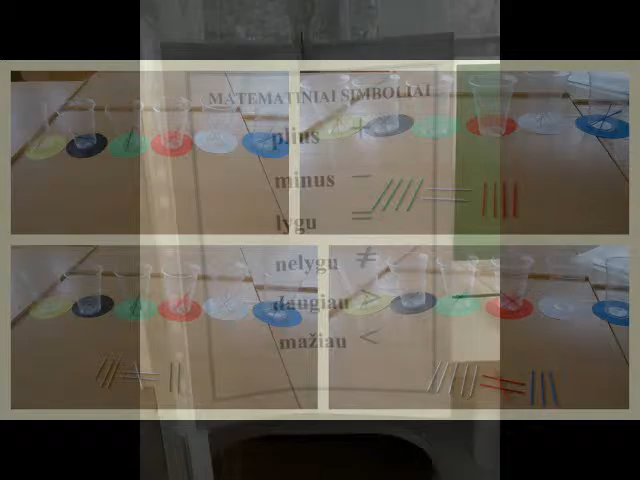 MATEMATINIAI SIMBOLIAI
plius +
minus −
lygu =
nelygu ≠
daugiau >
mažiau <